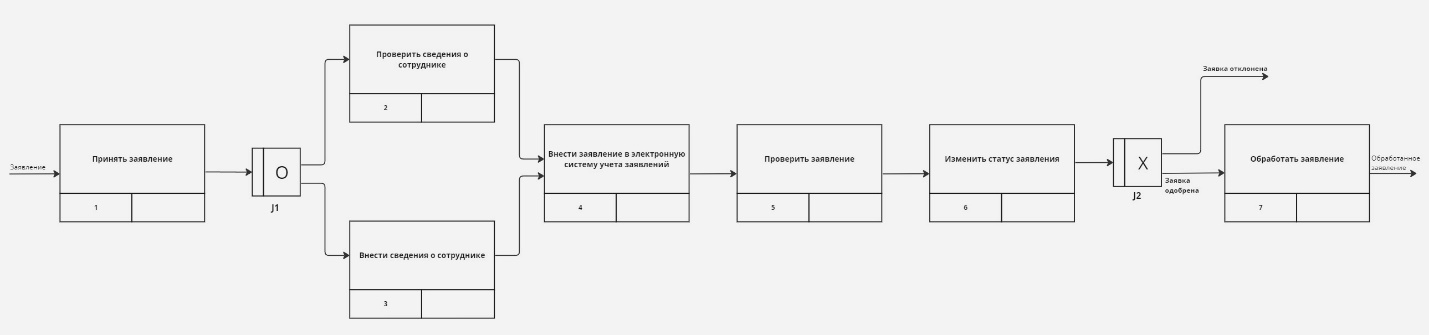 Заявление
Принять заявление
1
O
J1
Проверить сведения о
сотруднике
2
Внести сведения о сотруднике
3
Внести заявление в электронную
систему учета заявлений
4
Проверить заявление
5
Изменить статус заявления
6
X
J2
Заявка отклонена
Заявка
одобрена
Обработать заявление
7
Обработанное
заявление